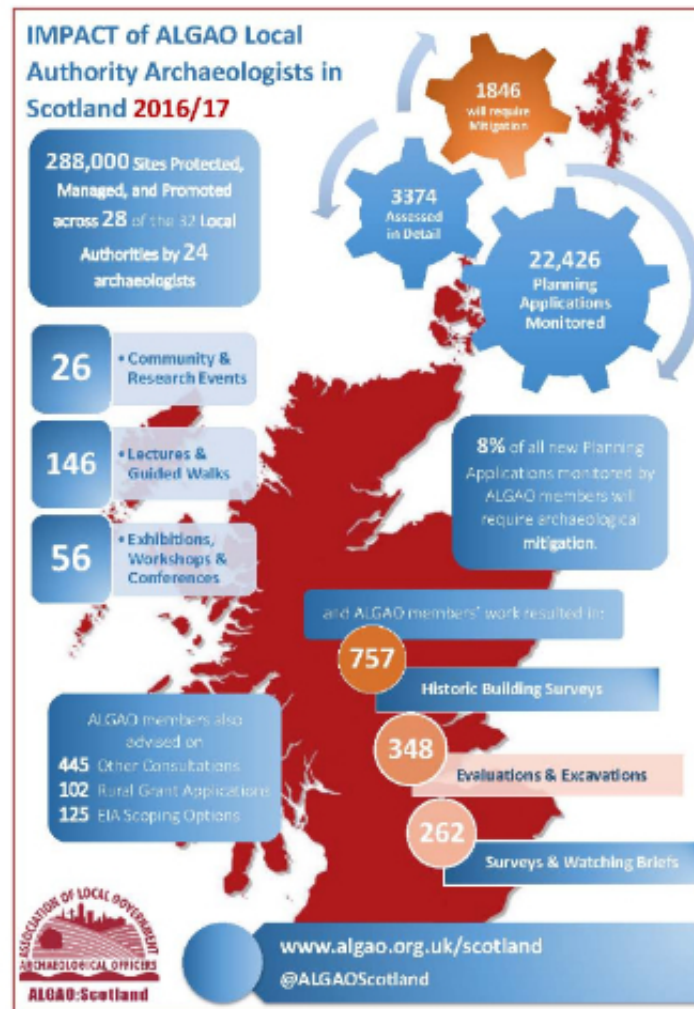 IMPACT of ALGAO Local
Authority Archaeologists in
Scotland 2016/17
288,000 Sites Protected,
Managed, and Promoted
across 28 of the 32 Local
Authorities by 24
archaeologists
1846
will require
Mitigation
3374
Assessed
in Detail
22,426
Planning
Applications
Monitored
26
• Community &
Research Events
146
• Lectures &
Guided Walks
56
• Exhibitions,
Workshops &
Conferences
8% of all new Planning
Applications monitored by
ALGAO members will
require archaeological
mitigation.
and ALGAO members' work resulted in:
757
Historic Building Surveys
348
Evaluations & Excavations
262
Surveys & Watching Briefs
ALGAO members also
advised on
445 Other Consultations
102 Rural Grant Applications
125 EIA Scoping Options
ASSOCIATION OF LOCAL GOVERNMENT
ARCHAEOLOGICAL OFFICERS
ALGAO:Scotland
www.algao.org.uk/scotland
@ALGAOScotland